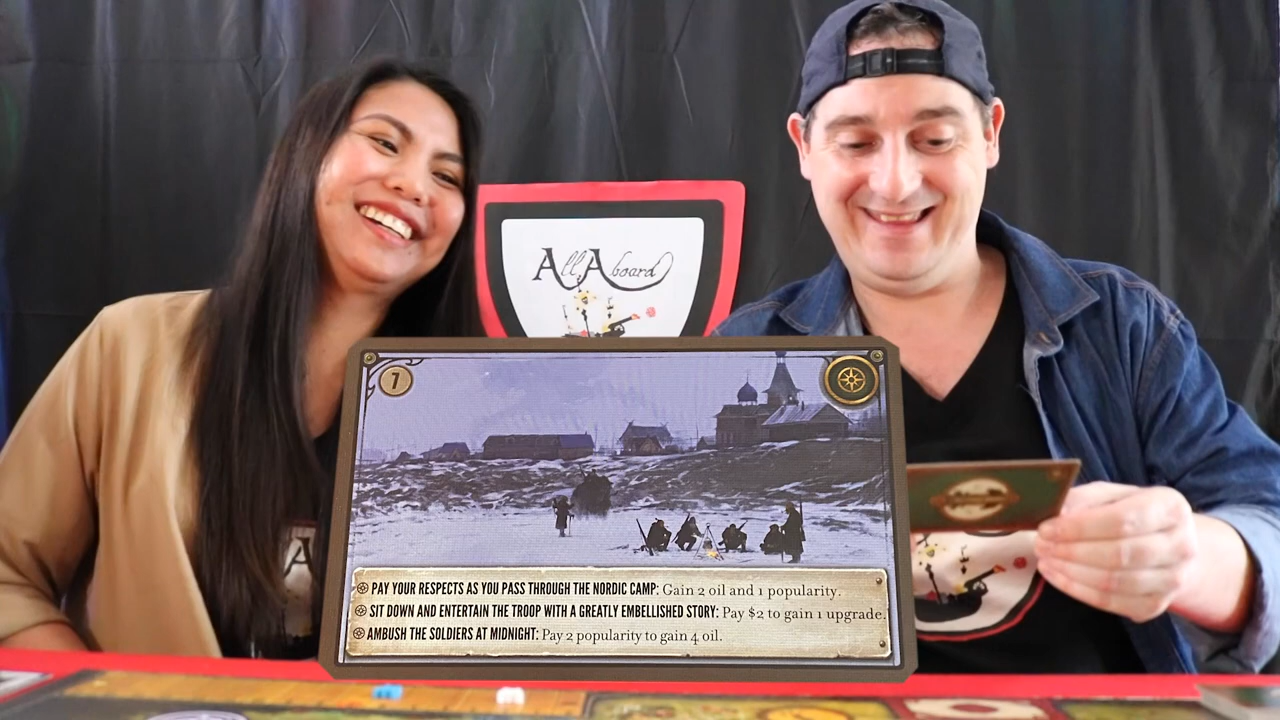 All Aboard
7
PAY YOUR RESPECTS AS YOU PASS THROUGH THE NORDIC CAMP: Gain 2 oil and 1 popularity.
SIT DOWN AND ENTERTAIN THE TROOP WITH A GREATLY EMBELLISHED STORY: Pay $2 to gain 1 upgrade.
AMBUSH THE SOLDIERS AT MIDNIGHT: Pay 2 popularity to gain 4 oil.
A